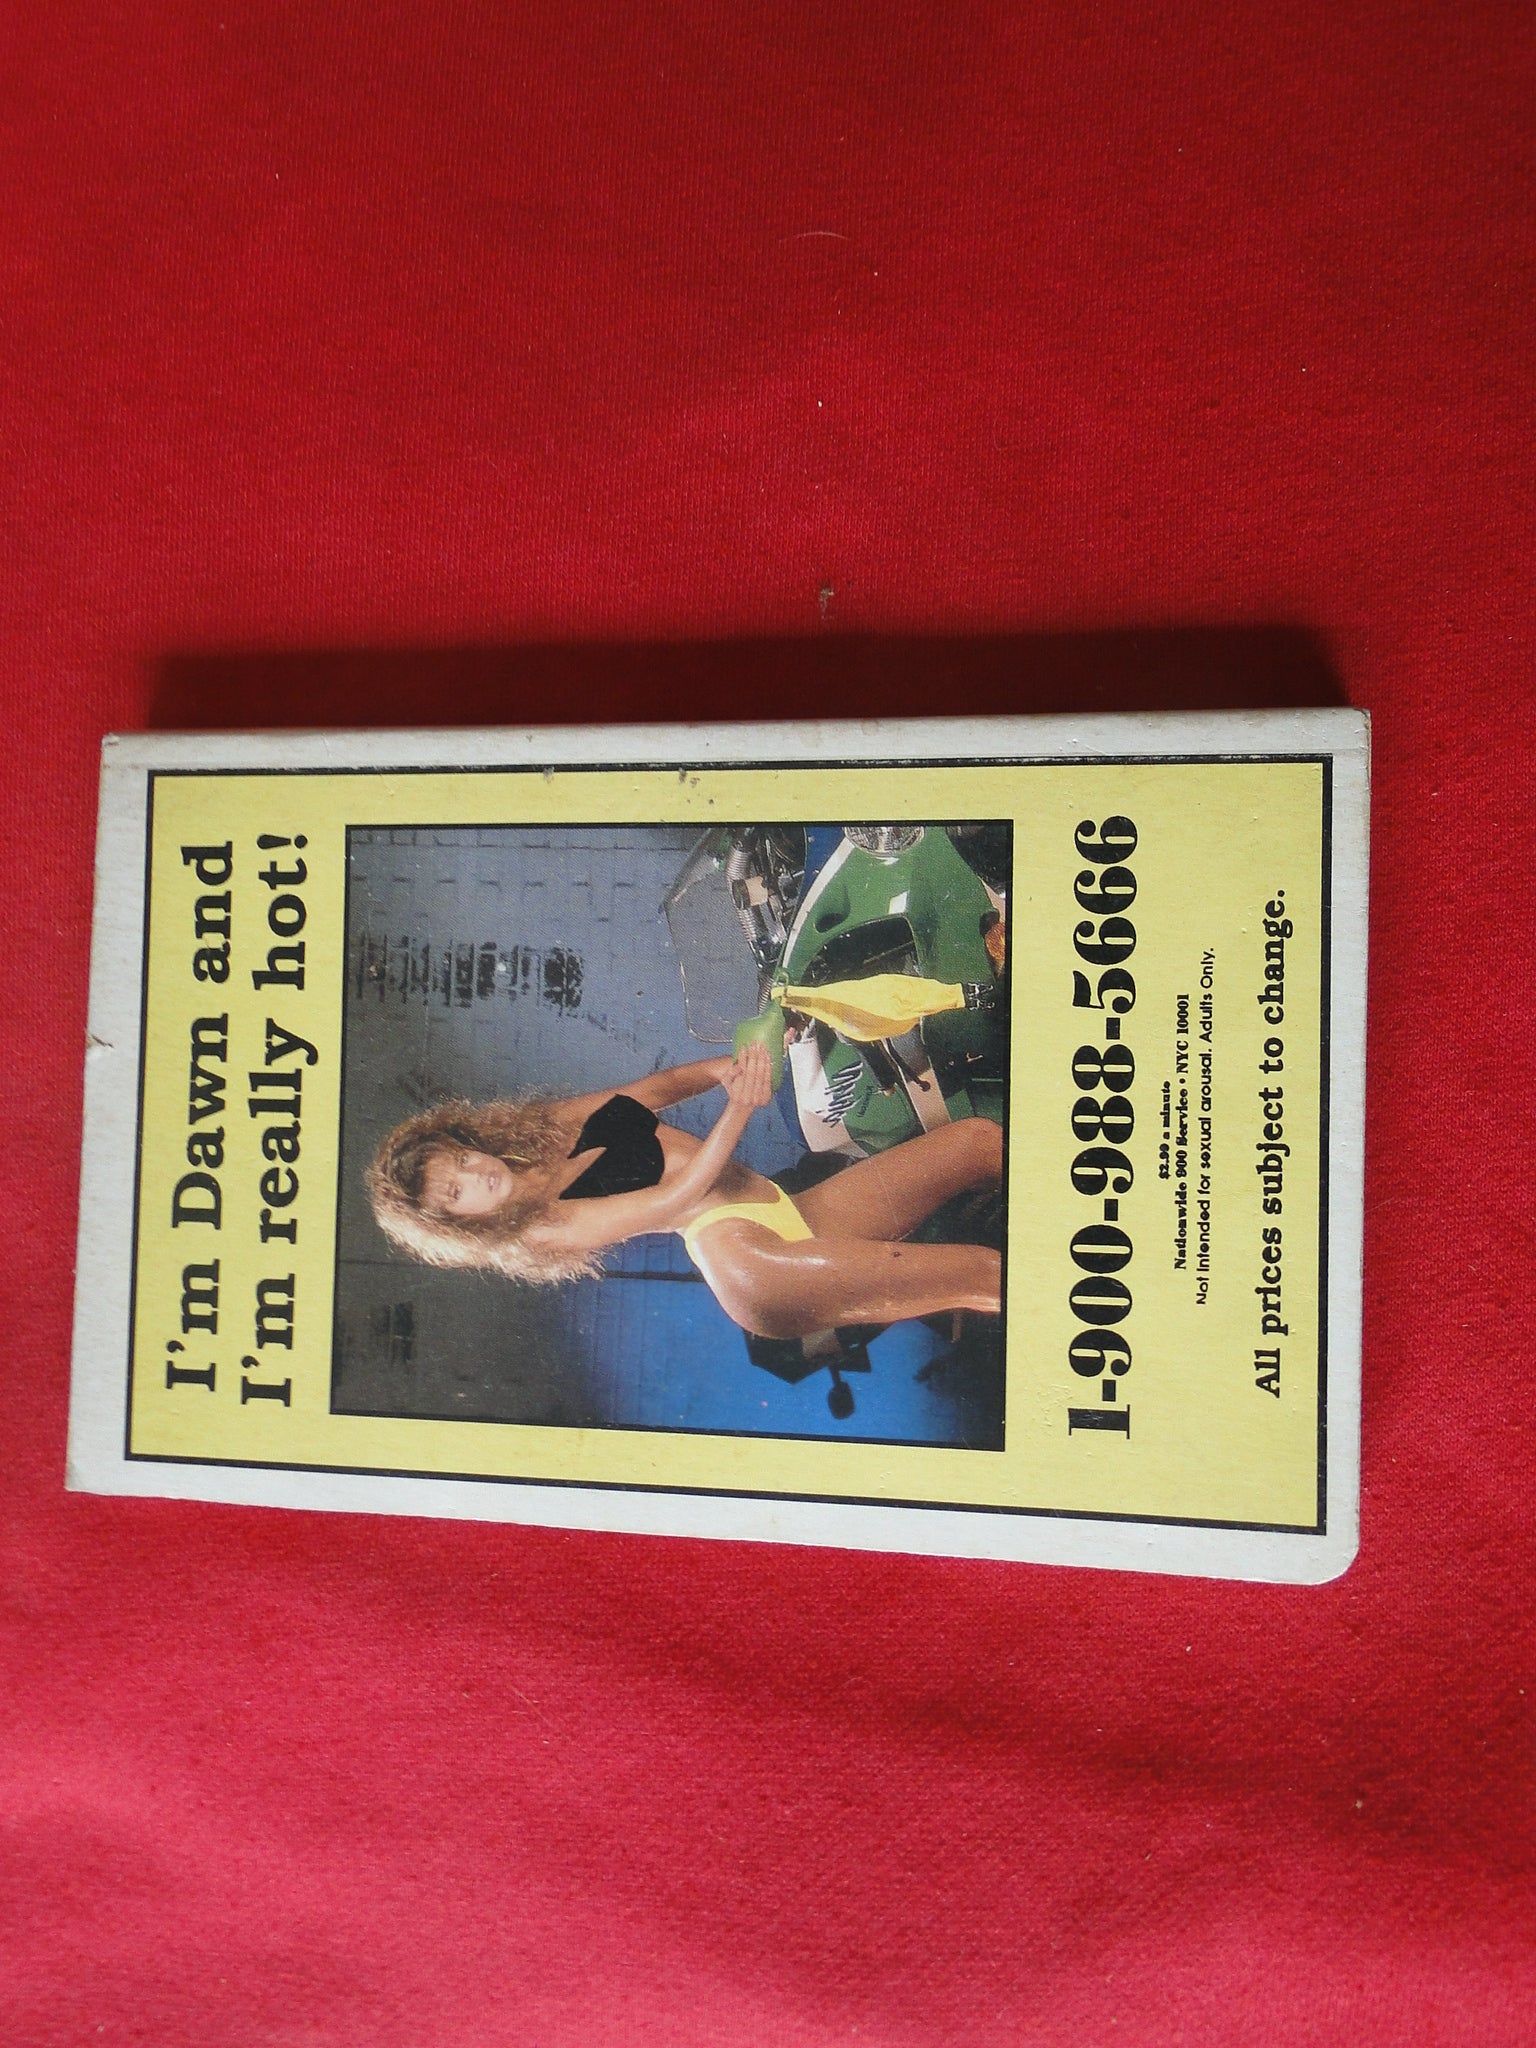 I'm Dawn and
I'm really hot!
1-900-988-5666
$2.99 a minute
Nationwide 900 Service • NYC 10001
Not intended for sexual arousal. Adults Only.
All prices subject to change.